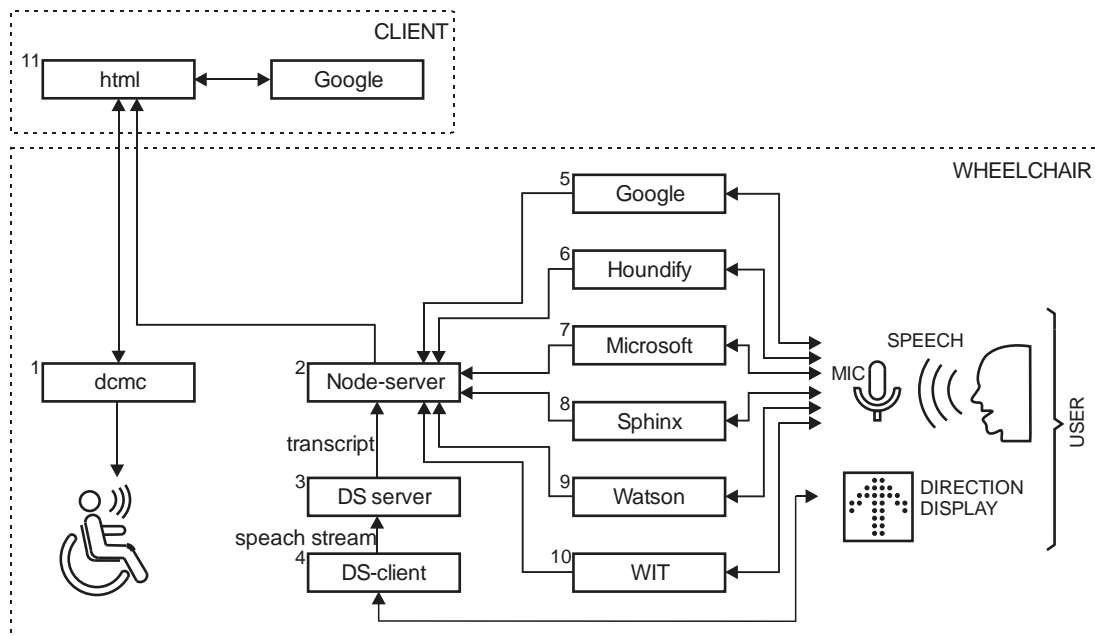 CLIENT
11
html
Google
WHEELCHAIR
5
Google
6
Houndify
7
Microsoft
SPEECH
1
dcmc
2
Node-server
MIC
8
Sphinx
USER
transcript
3
DS server
9
Watson
DIRECTION
DISPLAY
speach stream
4
DS-client
10
WIT